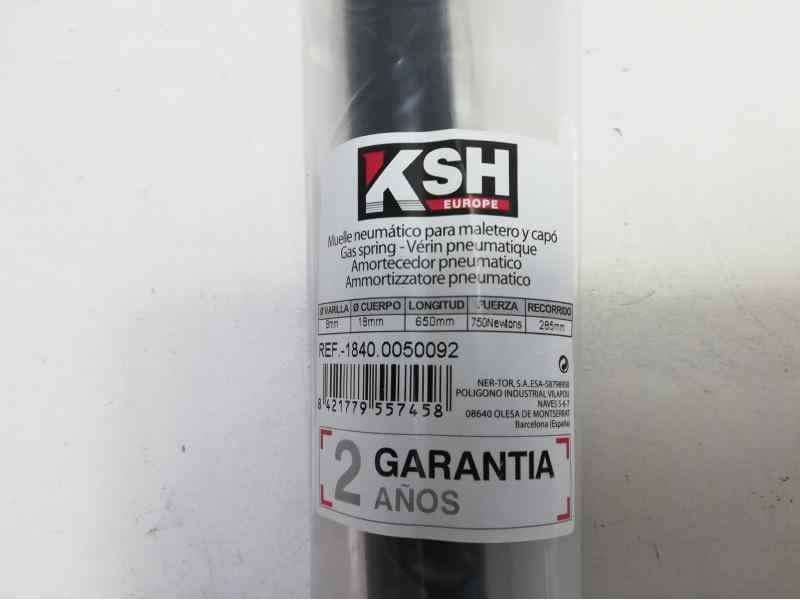 KSH
EUROPE
Muelle neumático para maletero y capó
Gas spring - Vérin pneumatique
Amortecedor pneumatico
Ammortizzatore pneumatico
Ø VARILLA Ø CUERPO LONGITUD FUERZA RECORRIDO
8mm 18mm 650mm 750Newtons 285mm
REF.-1840.0050092
8 421779 557458
NER-TOR, S.A. ESA-58798958
POLIGONO INDUSTRIAL VILAPOU
NAVES 5-6-7
08640 OLESA DE MONTSERRAT
Barcelona (España)
2 GARANTIA
AÑOS